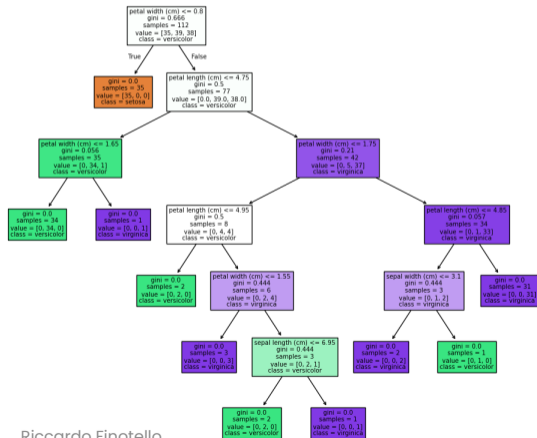 petal width (cm) <= 0.8
gini = 0.666
samples = 112
value = [35, 39, 38]
class = versicolor
True
False
gini = 0.0
samples = 35
value = [35, 0, 0]
class = setosa
petal length (cm) <= 4.75
gini = 0.5
samples = 77
value = [0.0, 39.0, 38.0]
class = versicolor
petal width (cm) <= 1.65
gini = 0.056
samples = 35
value = [0, 34, 1]
class = versicolor
petal width (cm) <= 1.75
gini = 0.21
samples = 42
value = [0, 5, 37]
class = virginica
gini = 0.0
samples = 34
value = [0, 34, 0]
class = versicolor
gini = 0.0
samples = 1
value = [0, 0, 1]
class = virginica
petal length (cm) <= 4.95
gini = 0.5
samples = 8
value = [0, 4, 4]
class = versicolor
petal length (cm) <= 4.85
gini = 0.057
samples = 34
value = [0, 1, 33]
class = virginica
gini = 0.0
samples = 2
value = [0, 2, 0]
class = versicolor
petal width (cm) <= 1.55
gini = 0.444
samples = 6
value = [0, 2, 4]
class = virginica
sepal width (cm) <= 3.1
gini = 0.444
samples = 3
value = [0, 1, 2]
class = virginica
gini = 0.0
samples = 31
value = [0, 0, 31]
class = virginica
gini = 0.0
samples = 3
value = [0, 0, 3]
class = virginica
sepal length (cm) <= 6.95
gini = 0.444
samples = 3
value = [0, 2, 1]
class = versicolor
gini = 0.0
samples = 2
value = [0, 0, 2]
class = virginica
gini = 0.0
samples = 1
value = [0, 1, 0]
class = versicolor
gini = 0.0
samples = 2
value = [0, 2, 0]
class = versicolor
gini = 0.0
samples = 1
value = [0, 0, 1]
class = virginica
Riccardo Finotello